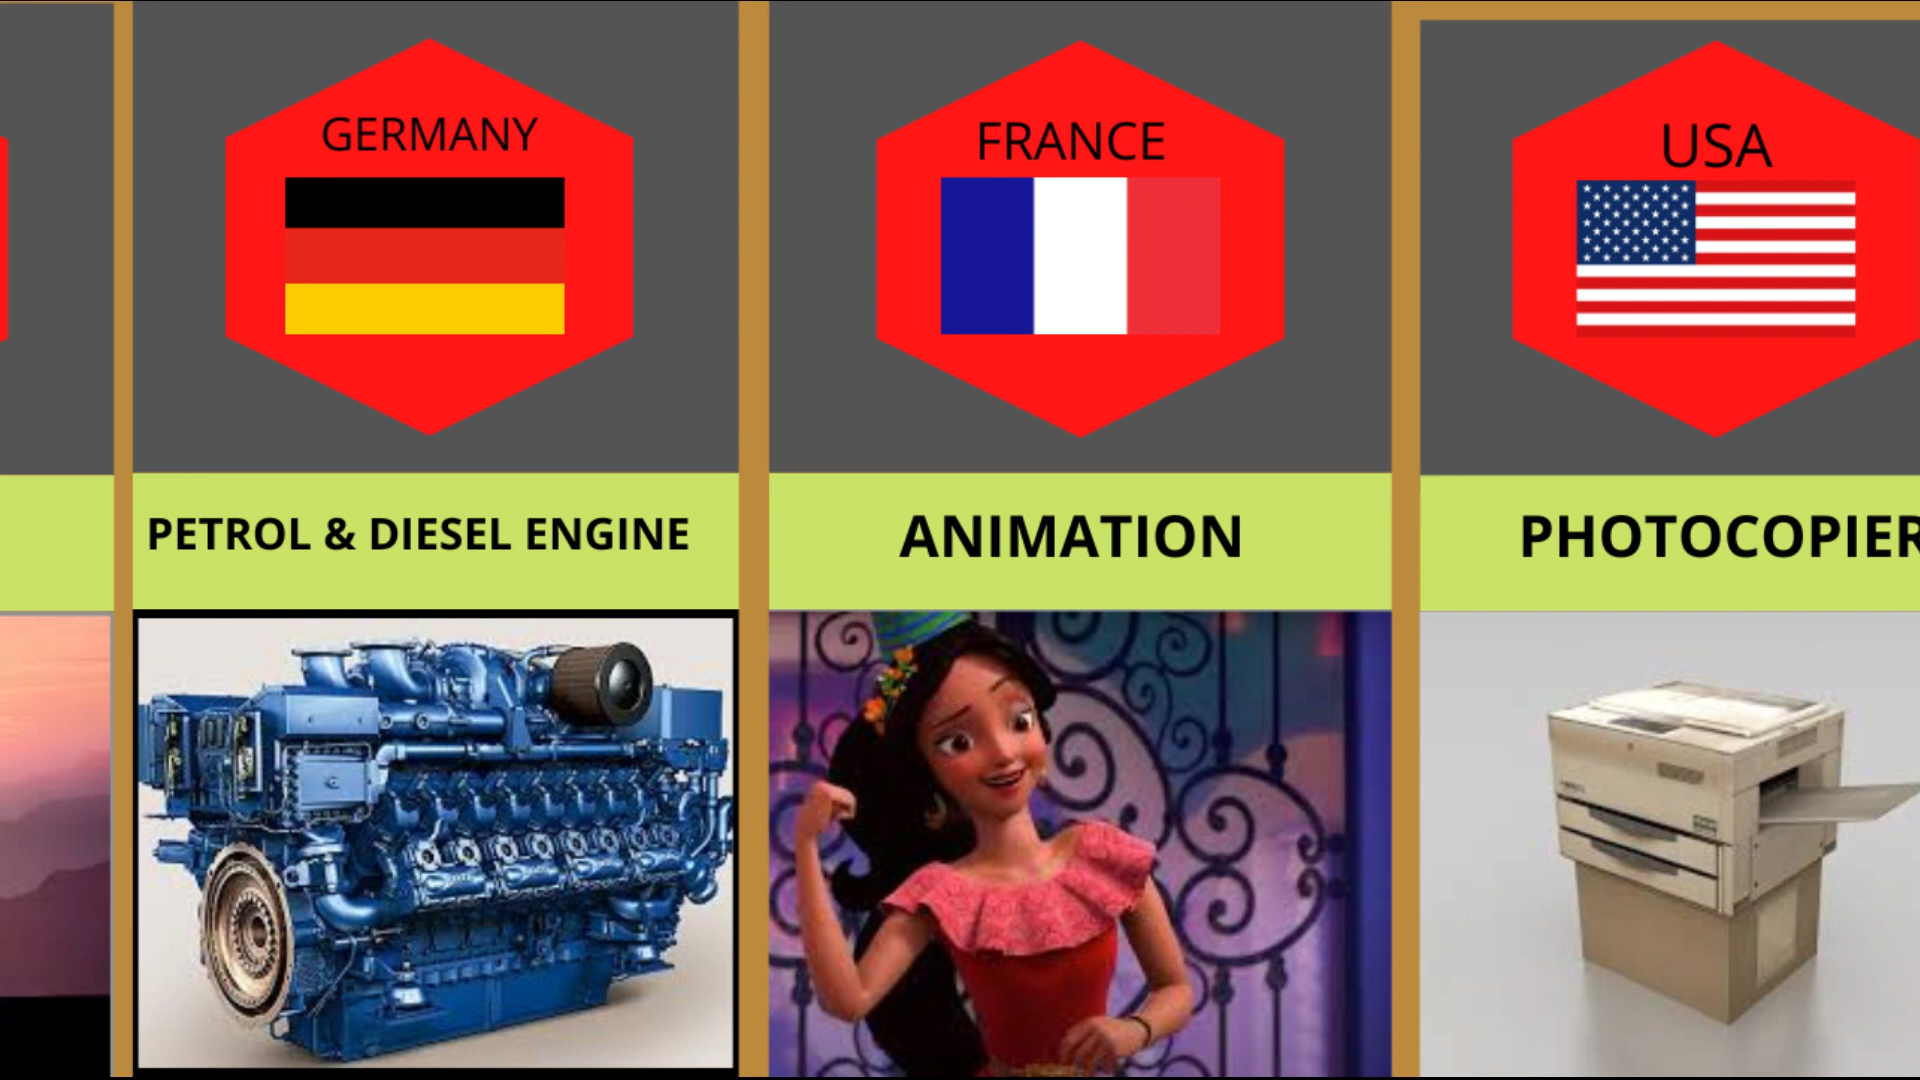 GERMANY
PETROL & DIESEL ENGINE
FRANCE
ANIMATION
USA
PHOTOCOPIER